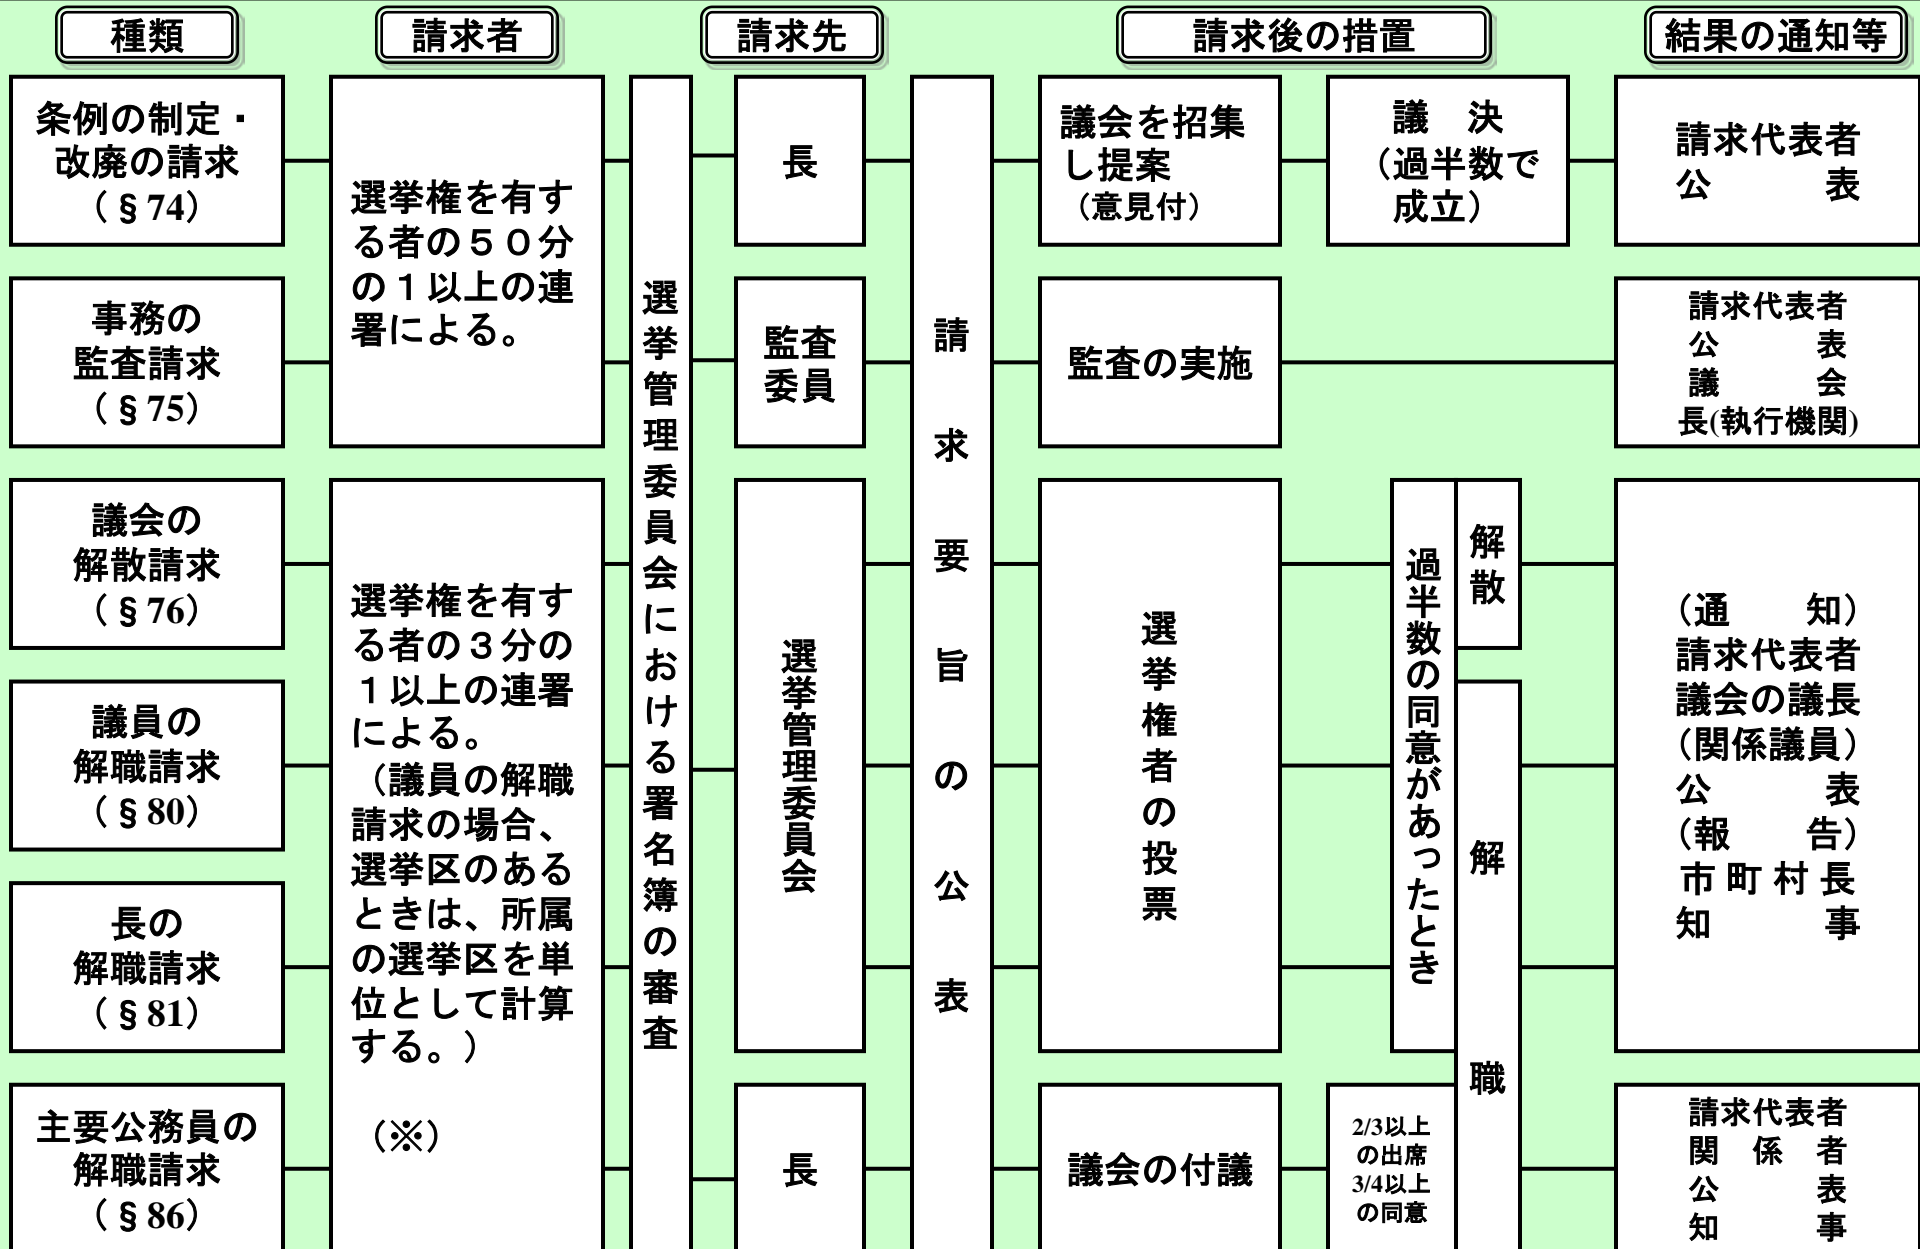 種類
請求者
請求先
請求後の措置
結果の通知等
条例の制定・
改廃の請求
（§74）
選挙権を有す
る者の５０分
の１以上の連
署による。
選挙管理委員会における署名簿の審査
長
請求要旨の公表
議会を招集
し提案
（意見付）
議　決
（過半数で
成立）
請求代表者
公　　　表
事務の
監査請求
（§75）
監査
委員
監査の実施
請求代表者
公　　　表
議　　　会
長(執行機関)
議会の
解散請求
（§76）
選挙権を有す
る者の３分の
１以上の連署
による。
（議員の解職
請求の場合、
選挙区のある
ときは、所属
の選挙区を単
位として計算
する。）
（※）
選挙管理委員会
選挙権者の投票
過半数の同意があったとき
解散
（通　　知）
請求代表者
議会の議長
（関係議員）
公　　　表
（報　　告）
市 町 村 長
知　　　事
議員の
解職請求
（§80）
解職
長の
解職請求
（§81）
主要公務員の
解職請求
（§86）
長
議会の付議
2/3以上
の出席
3/4以上
の同意
請求代表者
関　係　者
公　　　表
知　　　事